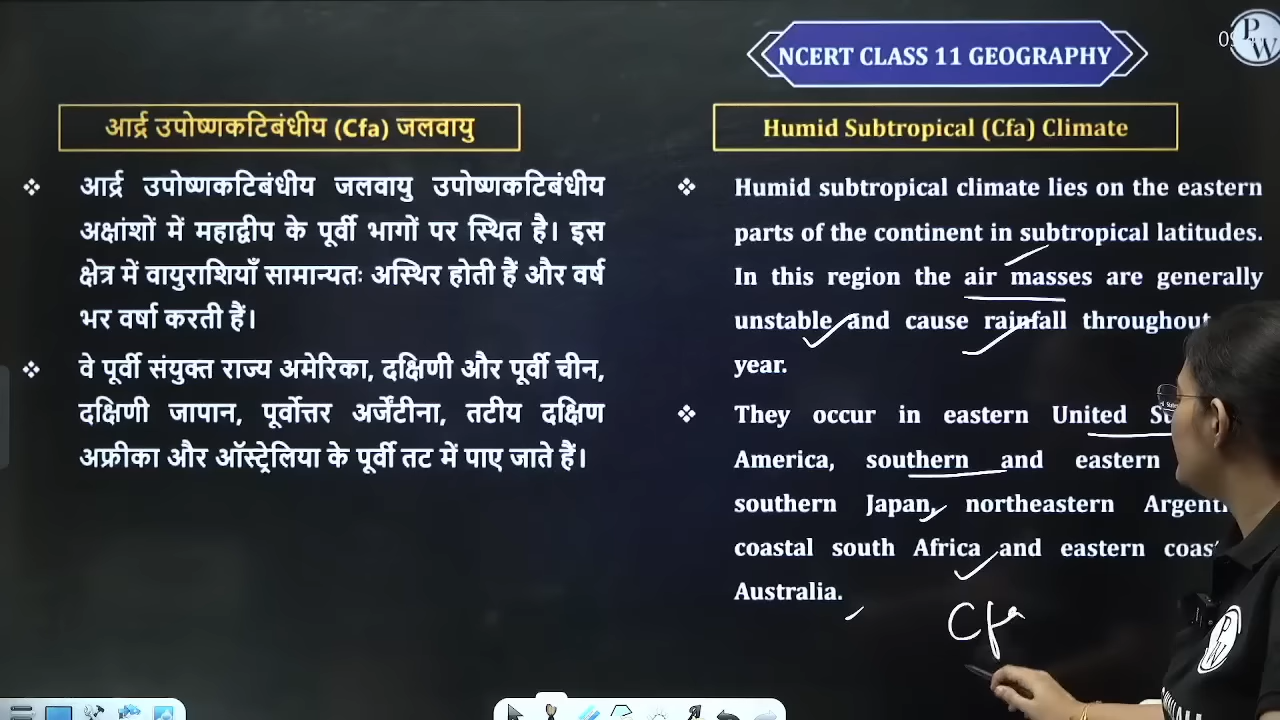 NCERT CLASS 11 GEOGRAPHY
PW
आर्द्र उपोष्णकटिबंधीय (Cfa) जलवायु
❖ आर्द्र उपोष्णकटिबंधीय जलवायु उपोष्णकटिबंधीय
अक्षांशों में महाद्वीप के पूर्वी भागों पर स्थित है। इस
क्षेत्र में वायुराशियाँ सामान्यतः अस्थिर होती हैं और वर्ष
भर वर्षा करती हैं।
❖ वे पूर्वी संयुक्त राज्य अमेरिका, दक्षिणी और पूर्वी चीन,
दक्षिणी जापान, पूर्वोत्तर अर्जेंटीना, तटीय दक्षिण
अफ्रीका और ऑस्ट्रेलिया के पूर्वी तट में पाए जाते हैं।
Humid Subtropical (Cfa) Climate
❖ Humid subtropical climate lies on the eastern
parts of the continent in subtropical latitudes.
In this region the air masses are generally
unstable and cause rainfall throughout
year.
❖ They occur in eastern United
America, southern and eastern
southern Japan, northeastern
coastal south Africa and eastern
Australia.
Cfa
PW